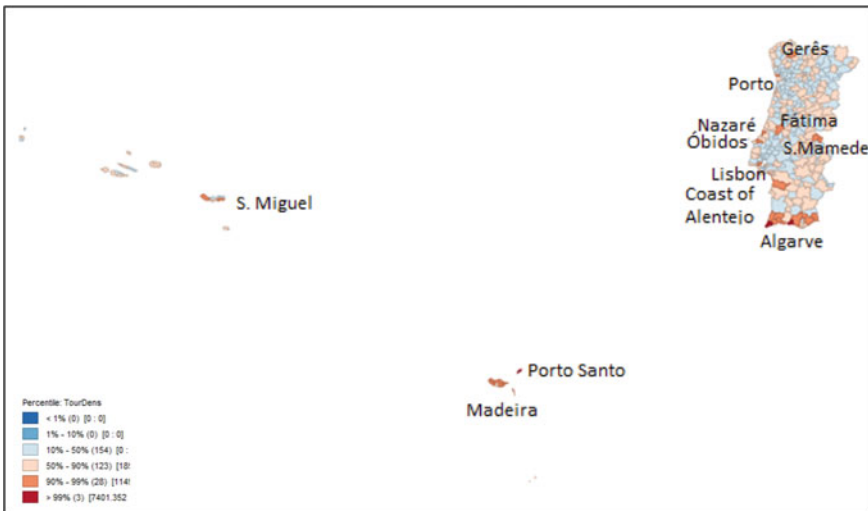 Gerês
Porto
Fátima
Nazaré
Óbidos
S.Mamede
Lisbon
Coast of
Alentejo
Algarve
S. Miguel
Porto Santo
Madeira
Percentile: TourDens
< 1% (0) [0 : 0]
1% - 10% (0) [0 : 0]
10% - 50% (154) [0 :
50% - 90% (123) [18
90% - 99% (28) [114
> 99% (3) [7401.352